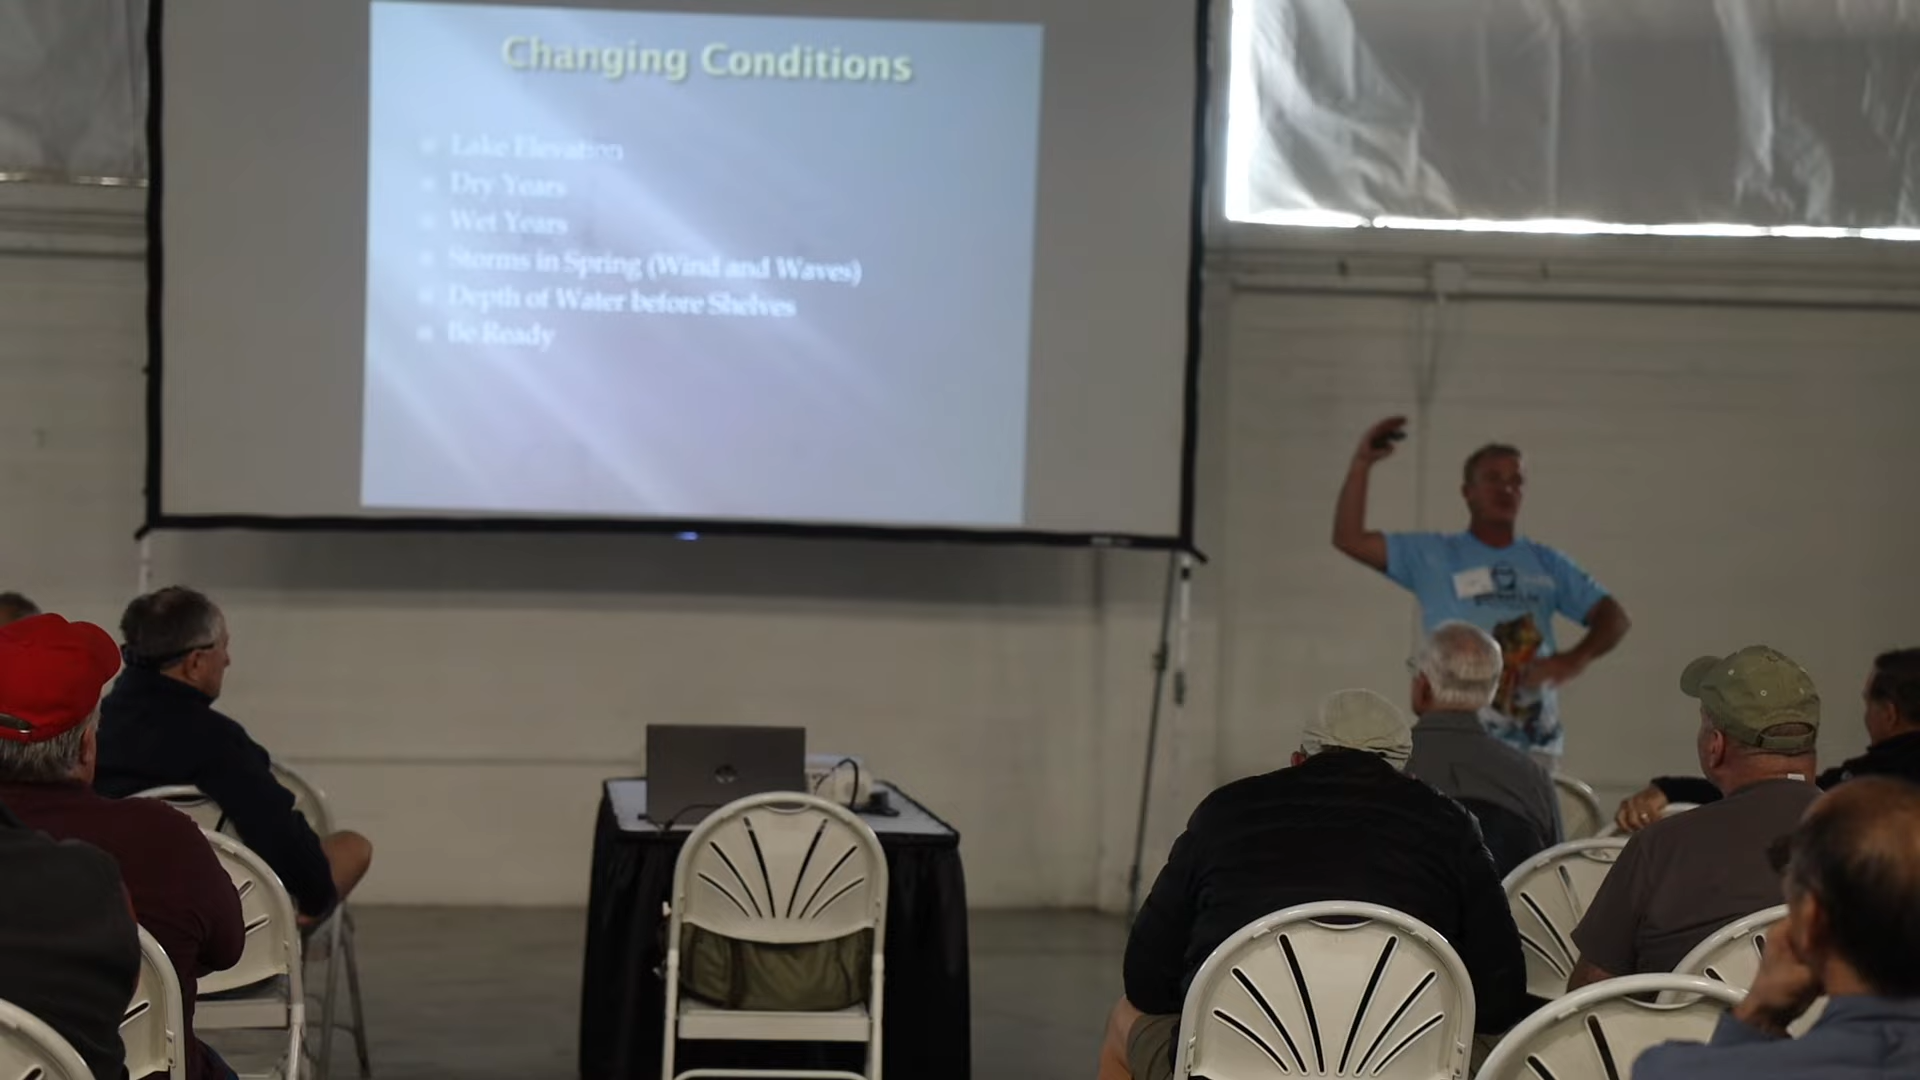 Changing Conditions
Lake Elevation
Dry Years
Wet Years
Storms in Spring (Wind and Waves)
Depth of Water before Shelves
Be Ready